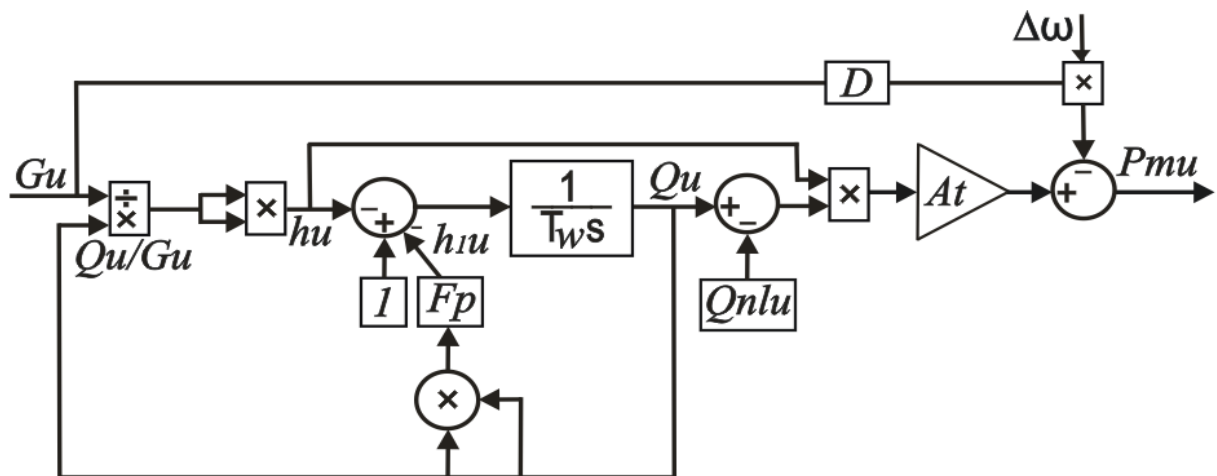 Δω
D
×
Gu
÷
×
Qu/Gu
×
hu
−
+
−
h1u
1
Fp
×
1
Tws
Qu
+
−
Qnlu
×
At
+
−
Pmu